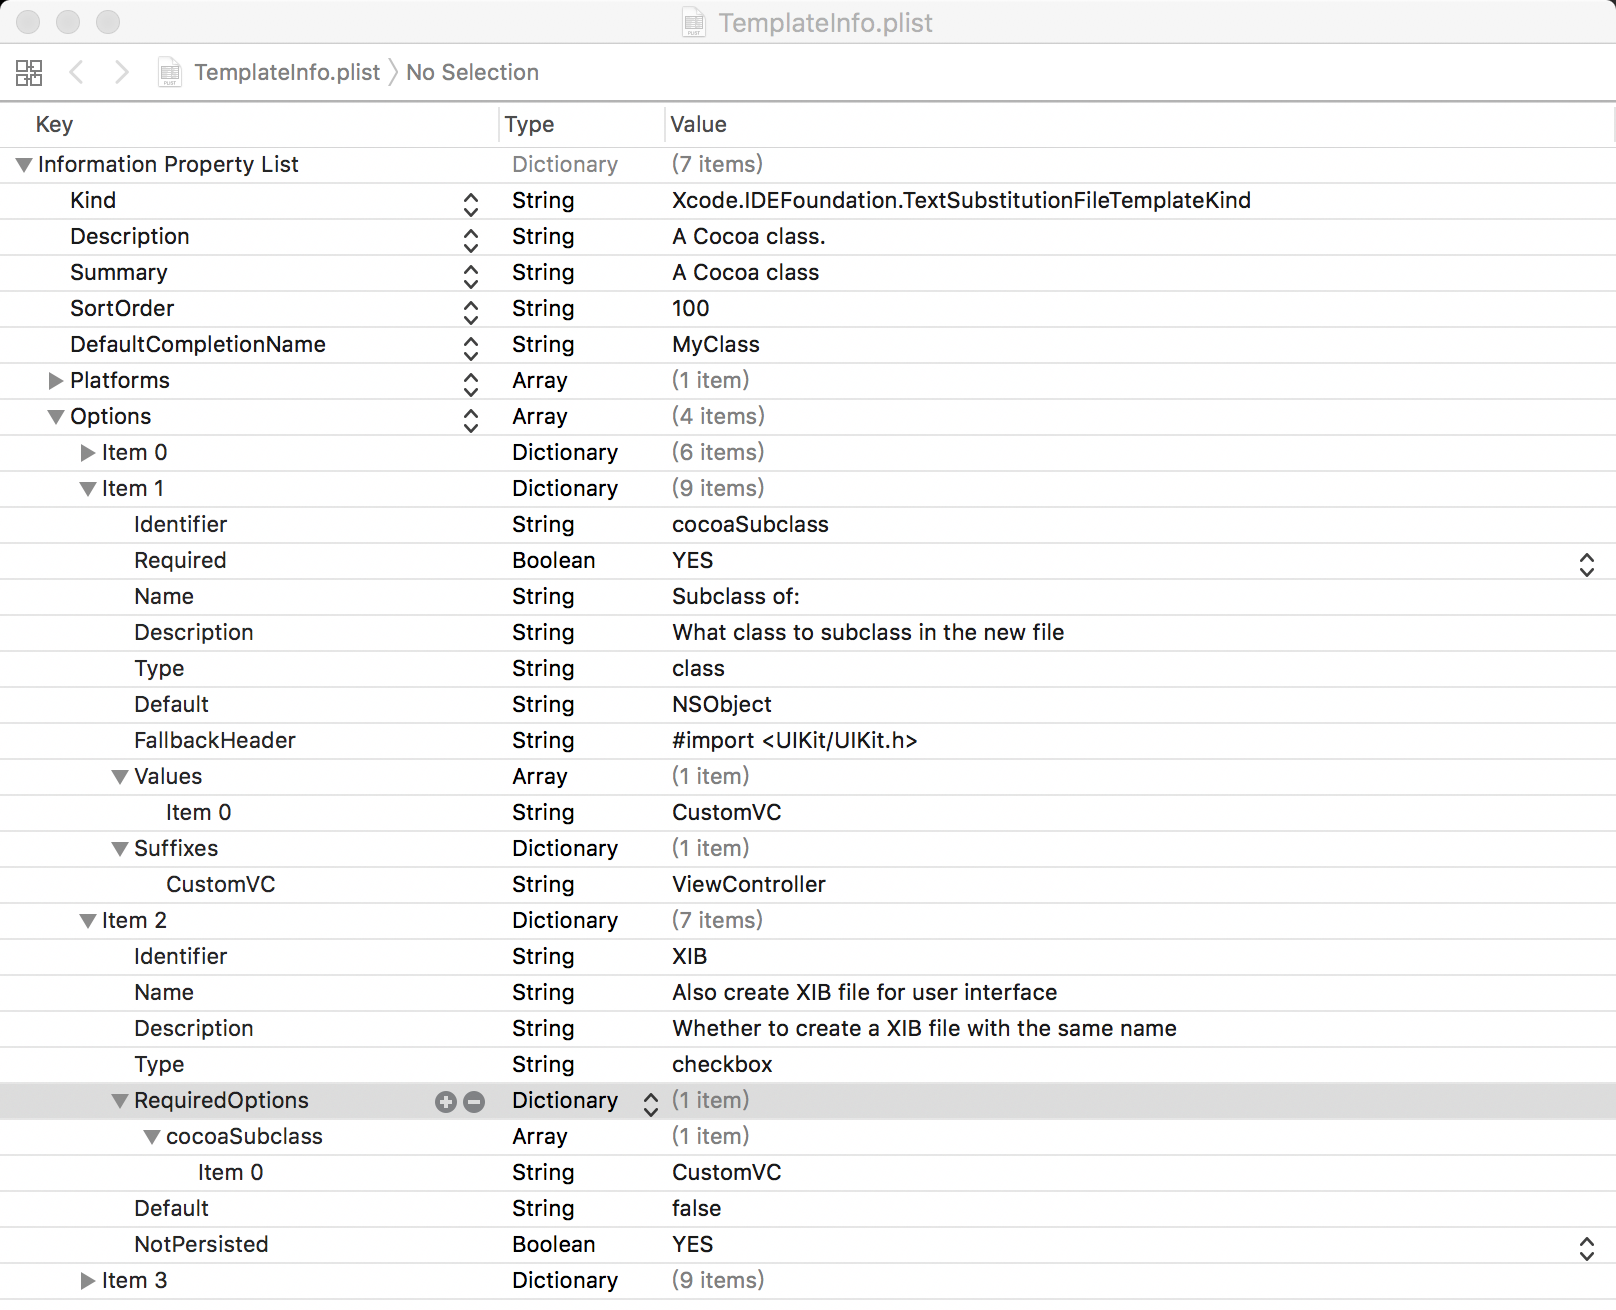 TemplateInfo.plist
TemplateInfo.plist No Selection
Key Type Value
Information Property List Dictionary (7 items)
Kind String Xcode.IDEFoundation.TextSubstitutionFileTemplateKind
Description String A Cocoa class.
Summary String A Cocoa class
SortOrder String 100
DefaultCompletionName String MyClass
Platforms Array (1 item)
Options Array (4 items)
Item 0 Dictionary (6 items)
Item 1 Dictionary (9 items)
Identifier String cocoaSubclass
Required Boolean YES
Name String Subclass of:
Description String What class to subclass in the new file
Type String class
Default String NSObject
FallbackHeader String #import <UIKit/UIKit.h>
Values Array (1 item)
Item 0 String CustomVC
Suffixes Dictionary (1 item)
CustomVC String ViewController
Item 2 Dictionary (7 items)
Identifier String XIB
Name String Also create XIB file for user interface
Description String Whether to create a XIB file with the same name
Type String checkbox
RequiredOptions Dictionary (1 item)
cocoaSubclass Array (1 item)
Item 0 String CustomVC
Default String false
NotPersisted Boolean YES
Item 3 Dictionary (9 items)